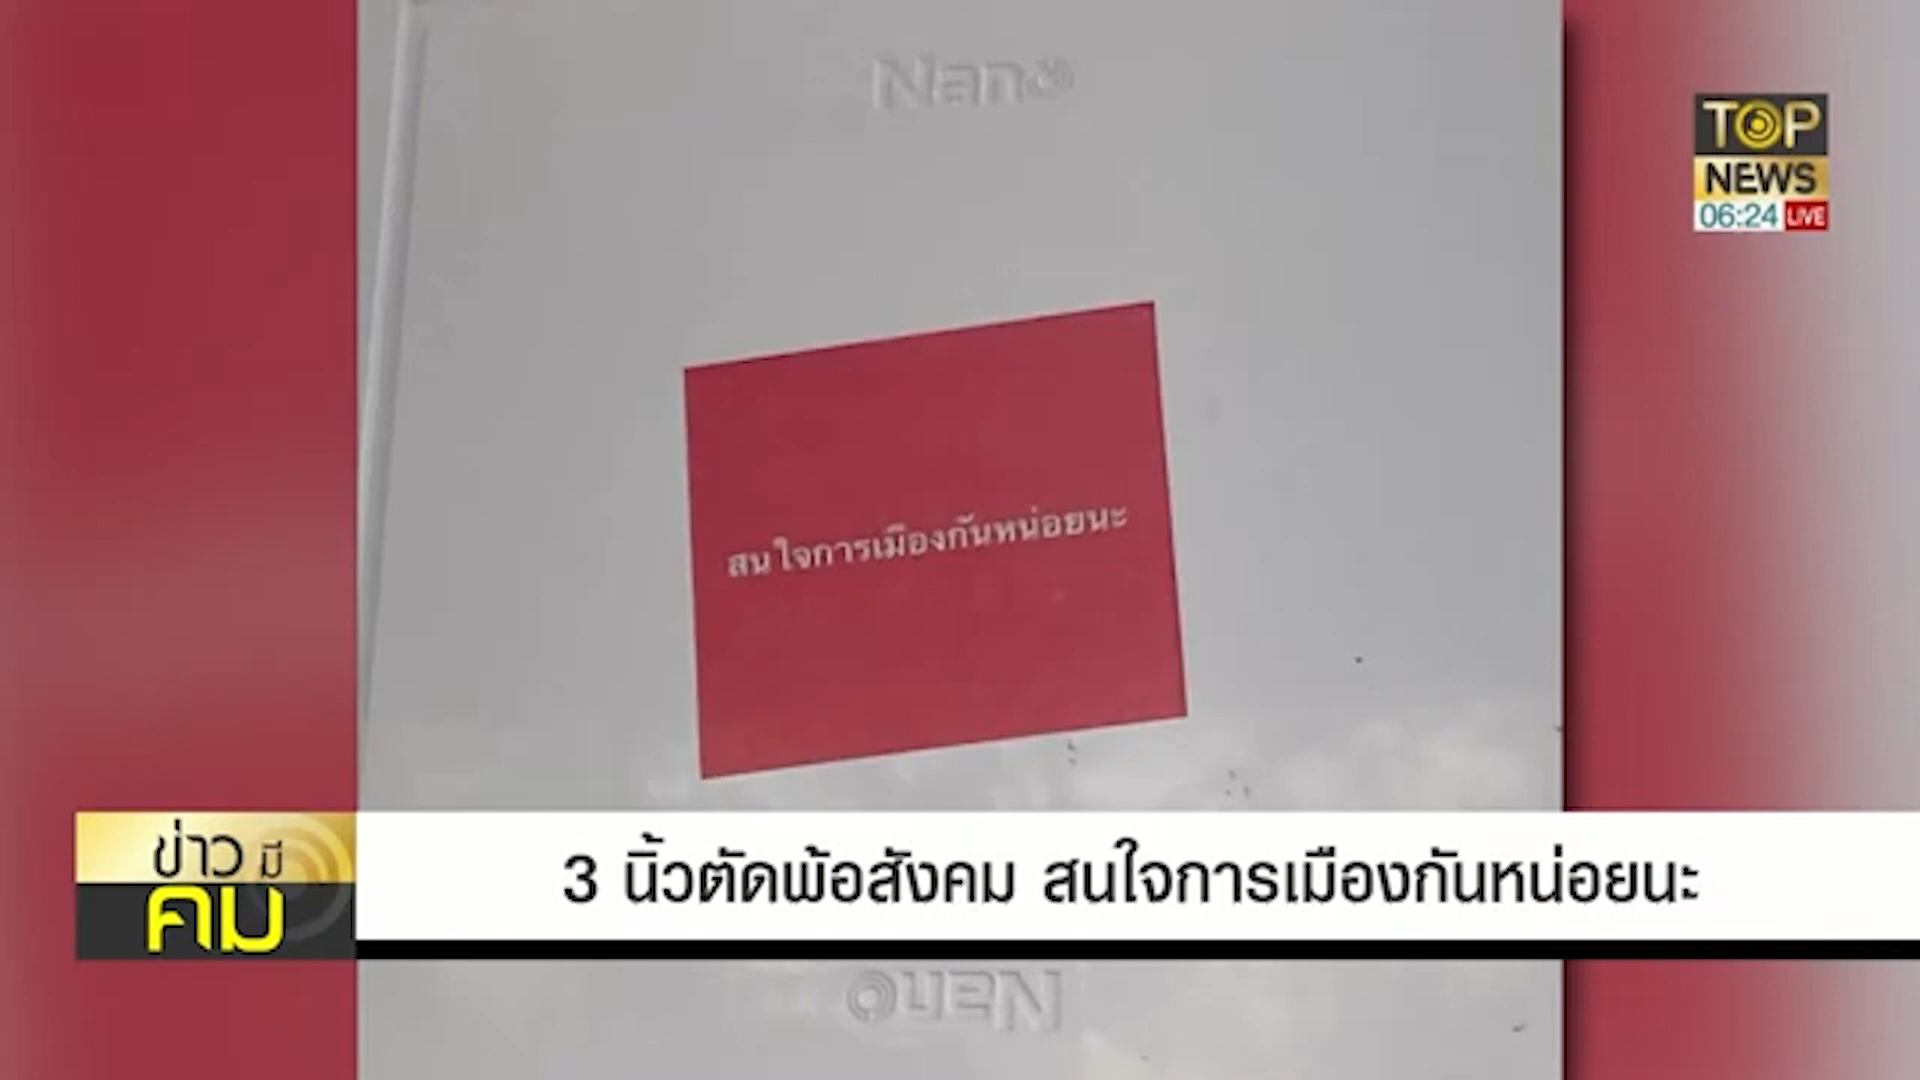 Nano
TOP
NEWS
06:24 LIVE
สนใจการเมืองกันหน่อยนะ
ข่าว มี
คม
3 นิ้วตัดพ้อสังคม สนใจการเมืองกันหน่อยนะ
Nano